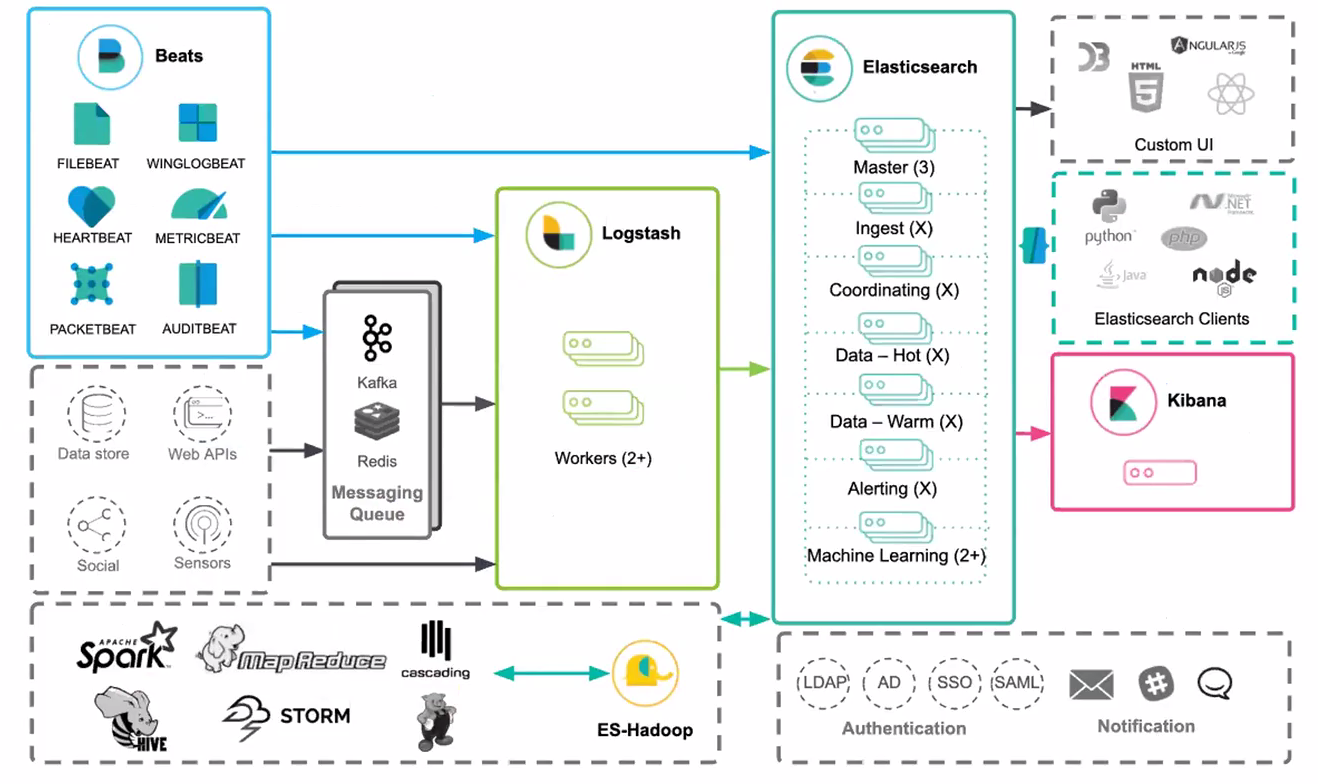 Beats
FILEBEAT
WINGLOGBEAT
HEARTBEAT
METRICBEAT
PACKETBEAT
AUDITBEAT
Data store
Web APIs
Social
Sensors
Kafka
Redis
Messaging
Queue
Logstash
Workers (2+)
Elasticsearch
Master (3)
Ingest (X)
Coordinating (X)
Data – Hot (X)
Data – Warm (X)
Alerting (X)
Machine Learning (2+)
D3
ANGULARJS
HTML
5
Custom UI
python
.NET
php
Java
node
JS
Elasticsearch Clients
Kibana
APACHE
Spark
MapReduce
cascading
HIVE
STORM
ES-Hadoop
LDAP
AD
SSO
SAML
Authentication
Notification